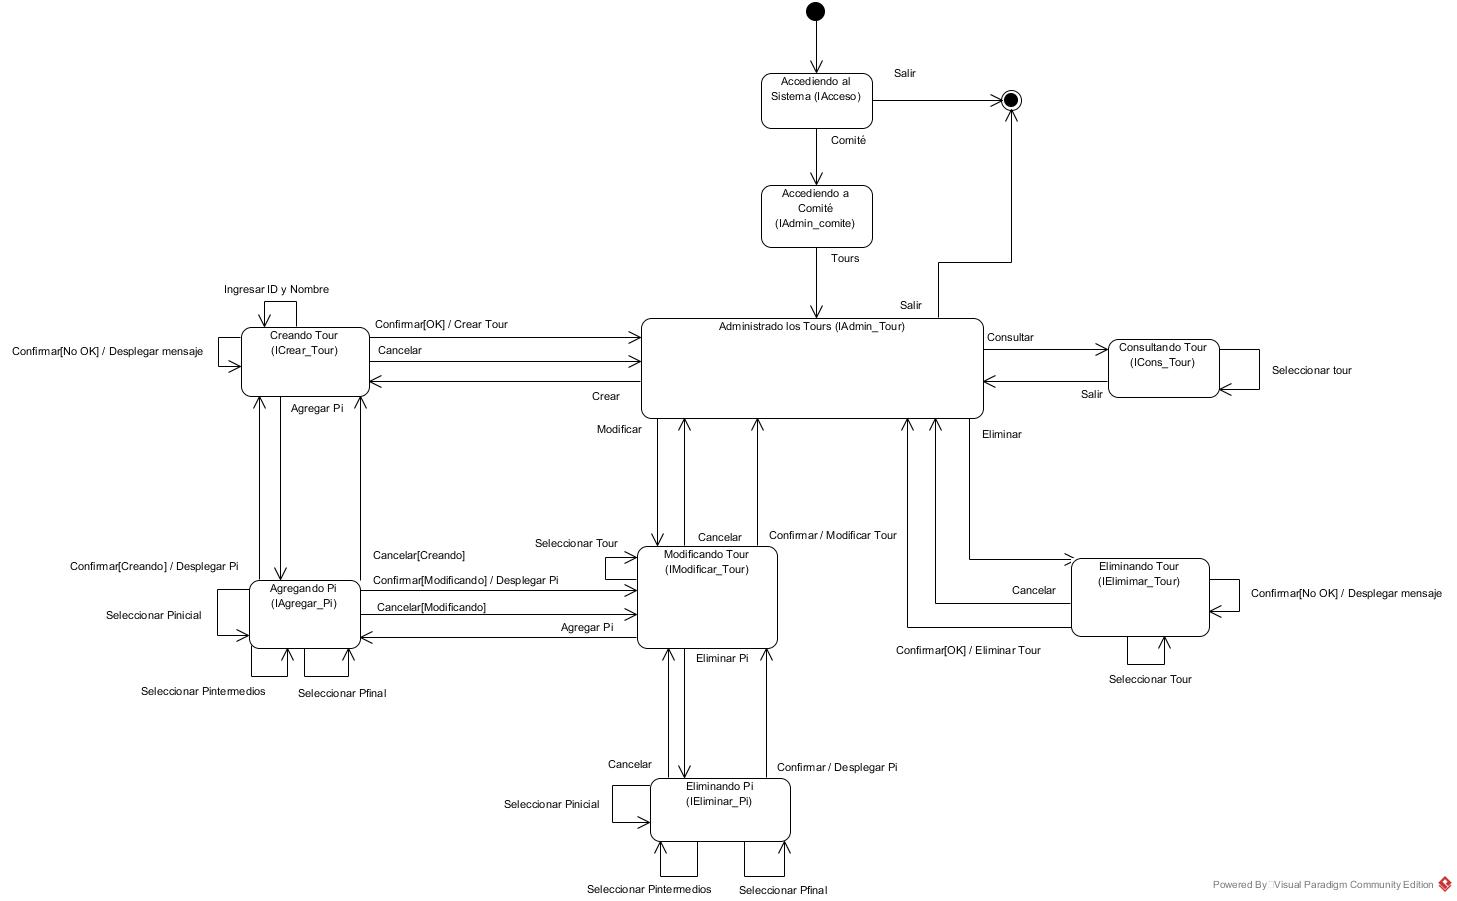 Accediendo al
Sistema (IAcceso)
Salir
Comité
Accediendo a
Comité
(IAdmin_comite)
Tours
Ingresar ID y Nombre
Creando Tour
(ICrear_Tour)
Confirmar[No OK] / Desplegar mensaje
Confirmar[OK] / Crear Tour
Cancelar
Crear
Agregar Pi
Salir
Administrado los Tours (IAdmin_Tour)
Consultar
Salir
Consultando Tour
(ICons_Tour)
Seleccionar tour
Modificar
Eliminar
Seleccionar Tour
Cancelar
Confirmar / Modificar Tour
Modificando Tour
(IModificar_Tour)
Confirmar[Creando] / Desplegar Pi
Cancelar[Creando]
Confirmar[Modificando] / Desplegar Pi
Cancelar[Modificando]
Agregar Pi
Agregando Pi
(IAgregar_Pi)
Seleccionar Pinicial
Seleccionar Pintermedios
Seleccionar Pfinal
Eliminando Tour
(IElimimar_Tour)
Cancelar
Confirmar[No OK] / Desplegar mensaje
Confirmar[OK] / Eliminar Tour
Seleccionar Tour
Eliminar Pi
Cancelar
Confirmar / Desplegar Pi
Eliminando Pi
(IEliminar_Pi)
Seleccionar Pinicial
Seleccionar Pintermedios
Seleccionar Pfinal
Powered By Visual Paradigm Community Edition